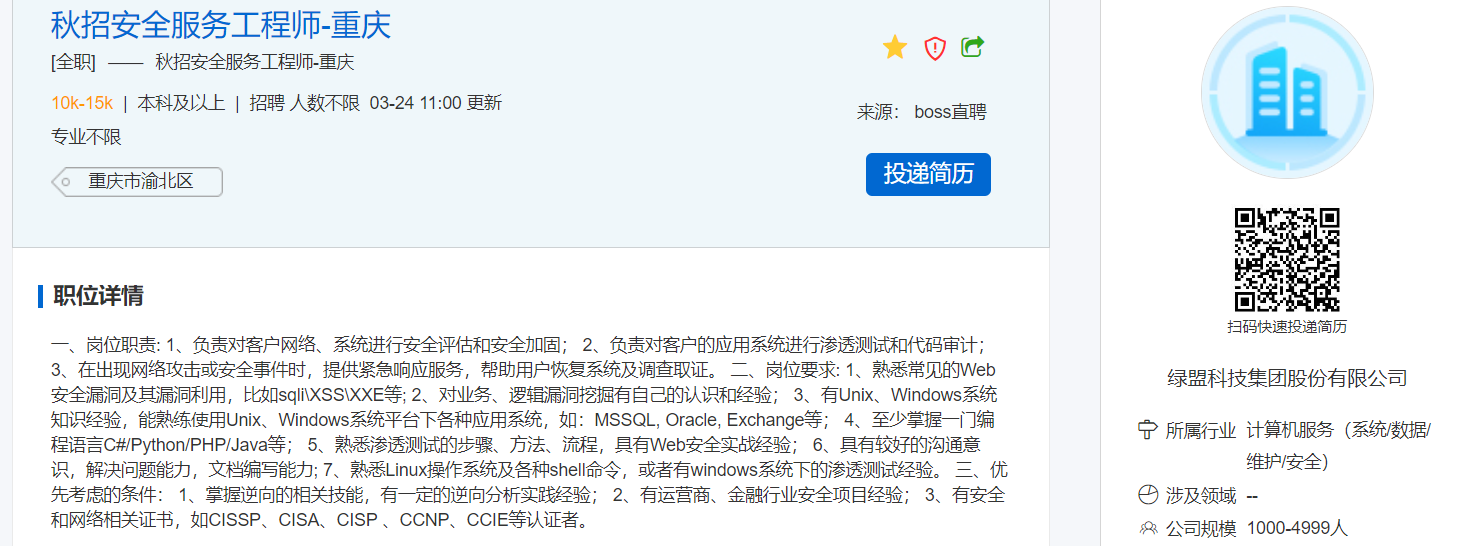 秋招安全服务工程师-重庆
[全职] —— 秋招安全服务工程师-重庆
10k-15k | 本科及以上 | 招聘 人数不限 03-24 11:00 更新
专业不限
重庆市渝北区
来源： boss直聘
投递简历
职位详情
一、岗位职责: 1、负责对客户网络、系统进行安全评估和安全加固； 2、负责对客户的应用系统进行渗透测试和代码审计；
3、在出现网络攻击或安全事件时，提供紧急响应服务，帮助用户恢复系统及调查取证。 二、岗位要求: 1、熟悉常见的Web
安全漏洞及其漏洞利用，比如sqli\XSS\XXE等; 2、对业务、逻辑漏洞挖掘有自己的认识和经验； 3、有Unix、Windows系统
知识经验，能熟练使用Unix、Windows系统平台下各种应用系统，如：MSSQL, Oracle, Exchange等； 4、至少掌握一门编
程语言C#/Python/PHP/Java等； 5、熟悉渗透测试的步骤、方法、流程，具有Web安全实战经验； 6、具有较好的沟通意
识，解决问题能力，文档编写能力; 7、熟悉Linux操作系统及各种shell命令，或者有windows系统下的渗透测试经验。 三、优
先考虑的条件： 1、掌握逆向的相关技能，有一定的逆向分析实践经验； 2、有运营商、金融行业安全项目经验； 3、有安全
和网络相关证书，如CISSP、CISA、CISP 、CCNP、CCIE等认证者。
扫码快速投递简历
绿盟科技集团股份有限公司
所属行业 计算机服务（系统/数据/
维护/安全）
涉及领域 --
公司规模 1000-4999人